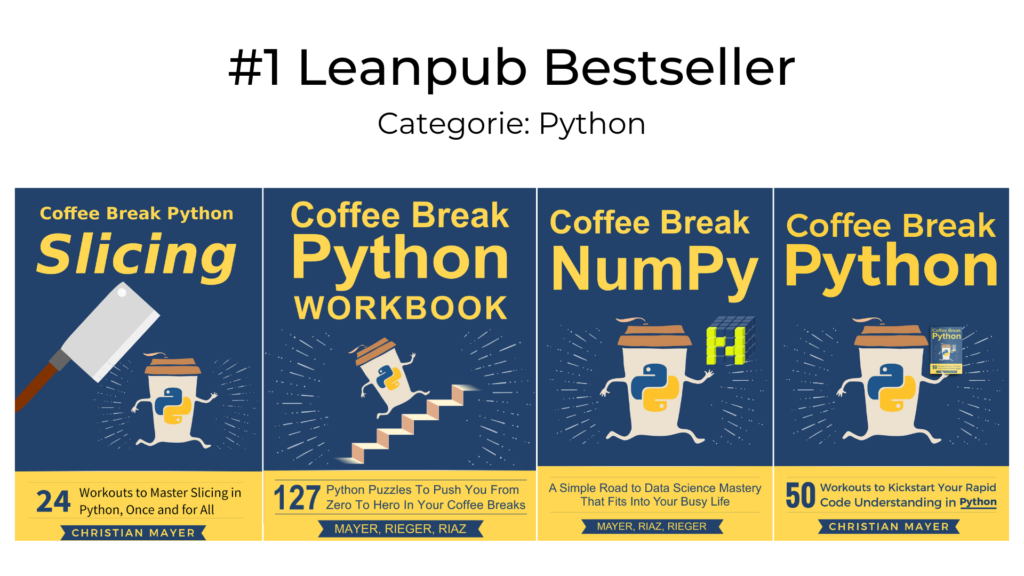 #1 Leanpub Bestseller
Categorie: Python
Coffee Break Python
Slicing
24
Workouts to Master Slicing in
Python, Once and for All
CHRISTIAN MAYER
Coffee Break
Python
WORKBOOK
127
Python Puzzles To Push You From
Zero To Hero In Your Coffee Breaks
MAYER, RIEGER, RIAZ
Coffee Break
NumPy
A Simple Road to Data Science Mastery
That Fits Into Your Busy Life
MAYER, RIAZ, RIEGER
Coffee Break
Python
Coffee Break
Python
50
Workouts to Kickstart Your Rapid
Code Understanding in Python
CHRISTIAN MAYER